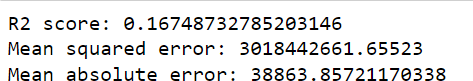 R2 score: 0.16748732785203146
Mean squared error: 3018442661.65523
Mean absolute error: 38863.85721170338